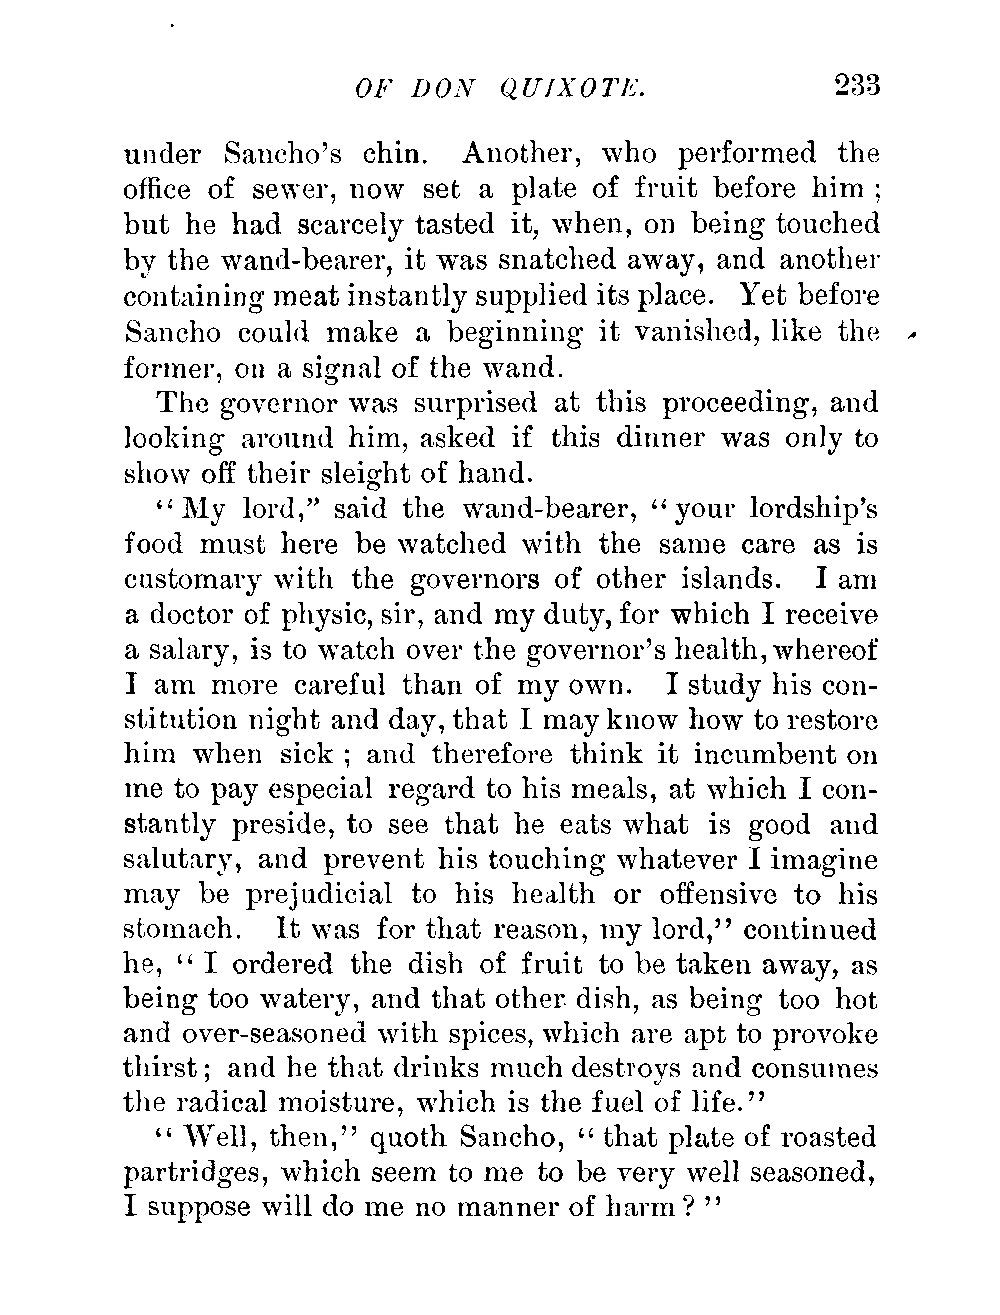 OF DON QUIXOTE. 233
under Sancho's chin. Another, who performed the
office of sewer, now set a plate of fruit before him ;
but he had scarcely tasted it, when, on being touched
by the wand-bearer, it was snatched away, and another
containing meat instantly supplied its place. Yet before
Sancho could make a beginning it vanished, like the
former, on a signal of the wand.
The governor was surprised at this proceeding, and
looking around him, asked if this dinner was only to
show off their sleight of hand.
“ My lord,” said the wand-bearer, “ your lordship's
food must here be watched with the same care as is
customary with the governors of other islands. I am
a doctor of physic, sir, and my duty, for which I receive
a salary, is to watch over the governor's health, whereof
I am more careful than of my own. I study his con-
stitution night and day, that I may know how to restore
him when sick ; and therefore think it incumbent on
me to pay especial regard to his meals, at which I con-
stantly preside, to see that he eats what is good and
salutary, and prevent his touching whatever I imagine
may be prejudicial to his health or offensive to his
stomach. It was for that reason, my lord,” continued
he, “ I ordered the dish of fruit to be taken away, as
being too watery, and that other dish, as being too hot
and over-seasoned with spices, which are apt to provoke
thirst ; and he that drinks much destroys and consumes
the radical moisture, which is the fuel of life.”
“ Well, then,” quoth Sancho, “ that plate of roasted
partridges, which seem to me to be very well seasoned,
I suppose will do me no manner of harm ? ”